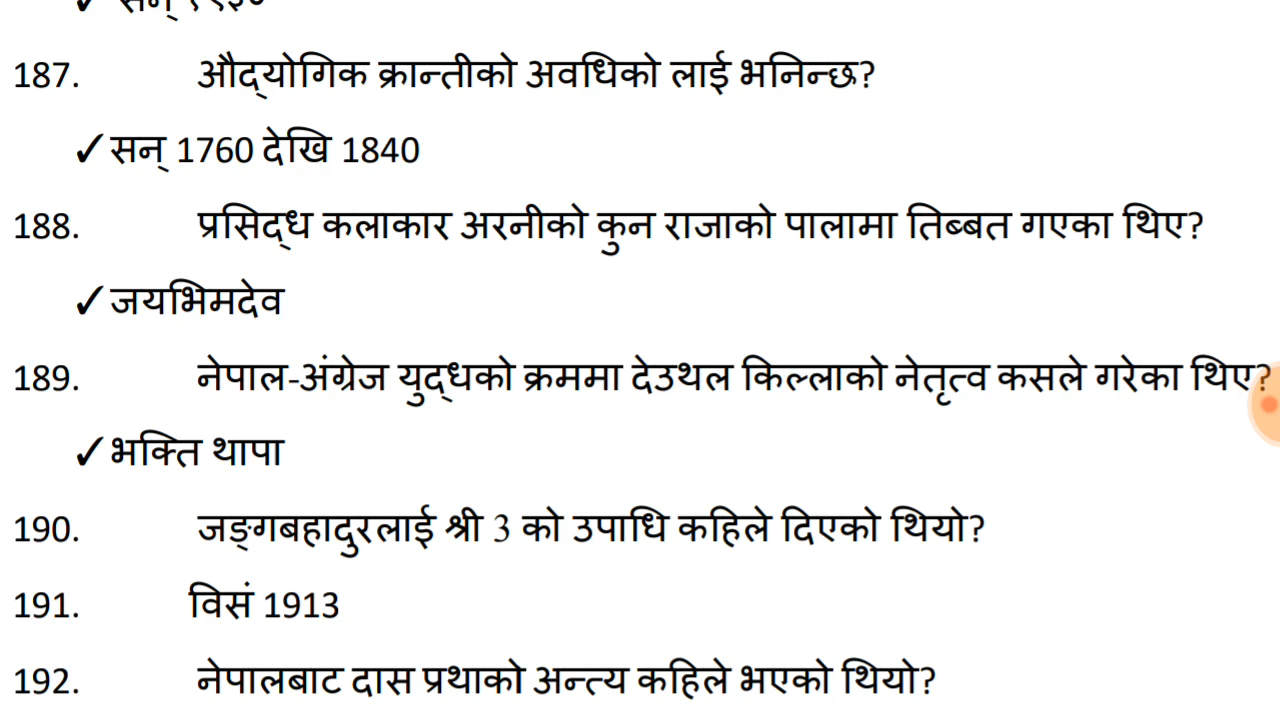 187. औद्योगिक क्रान्तीको अवधिको लाई भनिन्छ?
✓सन् 1760 देखि 1840
188. प्रसिद्ध कलाकार अरनीको कुन राजाको पालामा तिब्बत गएका थिए?
✓जयभिमदेव
189. नेपाल-अंग्रेज युद्धको क्रममा देउथल किल्लाको नेतृत्व कसले गरेका थिए?
✓भक्ति थापा
190. जङ्गबहादुरलाई श्री 3 को उपाधि कहिले दिएको थियो?
191. विसं 1913
192. नेपालबाट दास प्रथाको अन्त्य कहिले भएको थियो?